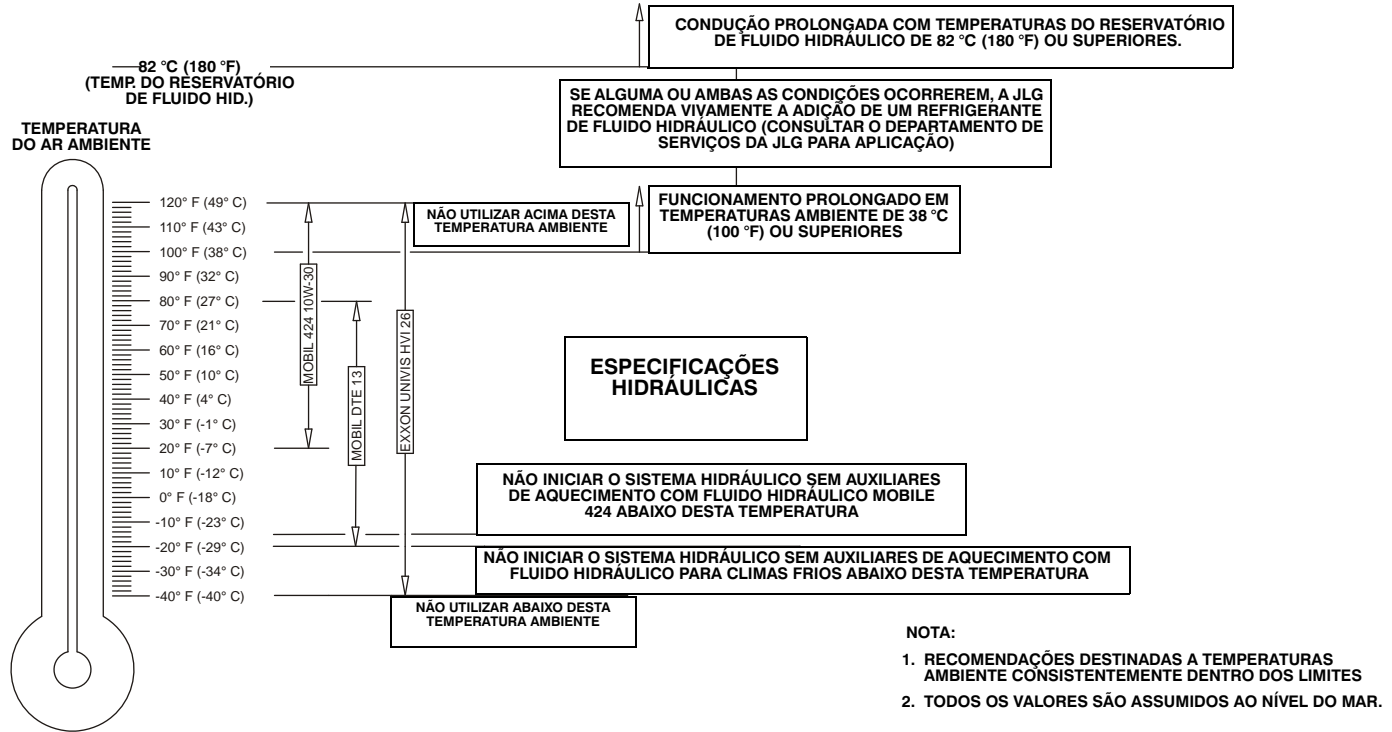 CONDUÇÃO PROLONGADA COM TEMPERATURAS DO RESERVATÓRIO
DE FLUIDO HIDRÁULICO DE 82 °C (180 °F) OU SUPERIORES.
82 °C (180 °F)
(TEMP. DO RESERVATÓRIO
DE FLUIDO HID.)
SE ALGUMA OU AMBAS AS CONDIÇÕES OCORREREM, A JLG
RECOMENDA VIVAMENTE A ADIÇÃO DE UM REFRIGERANTE
DE FLUIDO HIDRÁULICO (CONSULTAR O DEPARTAMENTO DE
SERVIÇOS DA JLG PARA APLICAÇÃO)
TEMPERATURA
DO AR AMBIENTE
120° F (49° C)
110° F (43° C)
100° F (38° C)
90° F (32° C)
80° F (27° C)
70° F (21° C)
60° F (16° C)
50° F (10° C)
40° F (4° C)
30° F (-1° C)
20° F (-7° C)
10° F (-12° C)
0° F (-18° C)
-10° F (-23° C)
-20° F (-29° C)
-30° F (-34° C)
-40° F (-40° C)
MOBIL 424 10W-30
MOBIL DTE 13
EXXON UNIVIS HVI 26
NÃO UTILIZAR ACIMA DESTA
TEMPERATURA AMBIENTE
FUNCIONAMENTO PROLONGADO EM
TEMPERATURAS AMBIENTE DE 38 °C
(100 °F) OU SUPERIORES
ESPECIFICAÇÕES
HIDRÁULICAS
NÃO INICIAR O SISTEMA HIDRÁULICO SEM AUXILIARES
DE AQUECIMENTO COM FLUIDO HIDRÁULICO MOBILE
424 ABAIXO DESTA TEMPERATURA
NÃO INICIAR O SISTEMA HIDRÁULICO SEM AUXILIARES DE AQUECIMENTO COM
FLUIDO HIDRÁULICO PARA CLIMAS FRIOS ABAIXO DESTA TEMPERATURA
NÃO UTILIZAR ABAIXO DESTA
TEMPERATURA AMBIENTE
NOTA:
1. RECOMENDAÇÕES DESTINADAS A TEMPERATURAS
AMBIENTE CONSISTENTEMENTE DENTRO DOS LIMITES
2. TODOS OS VALORES SÃO ASSUMIDOS AO NÍVEL DO MAR.